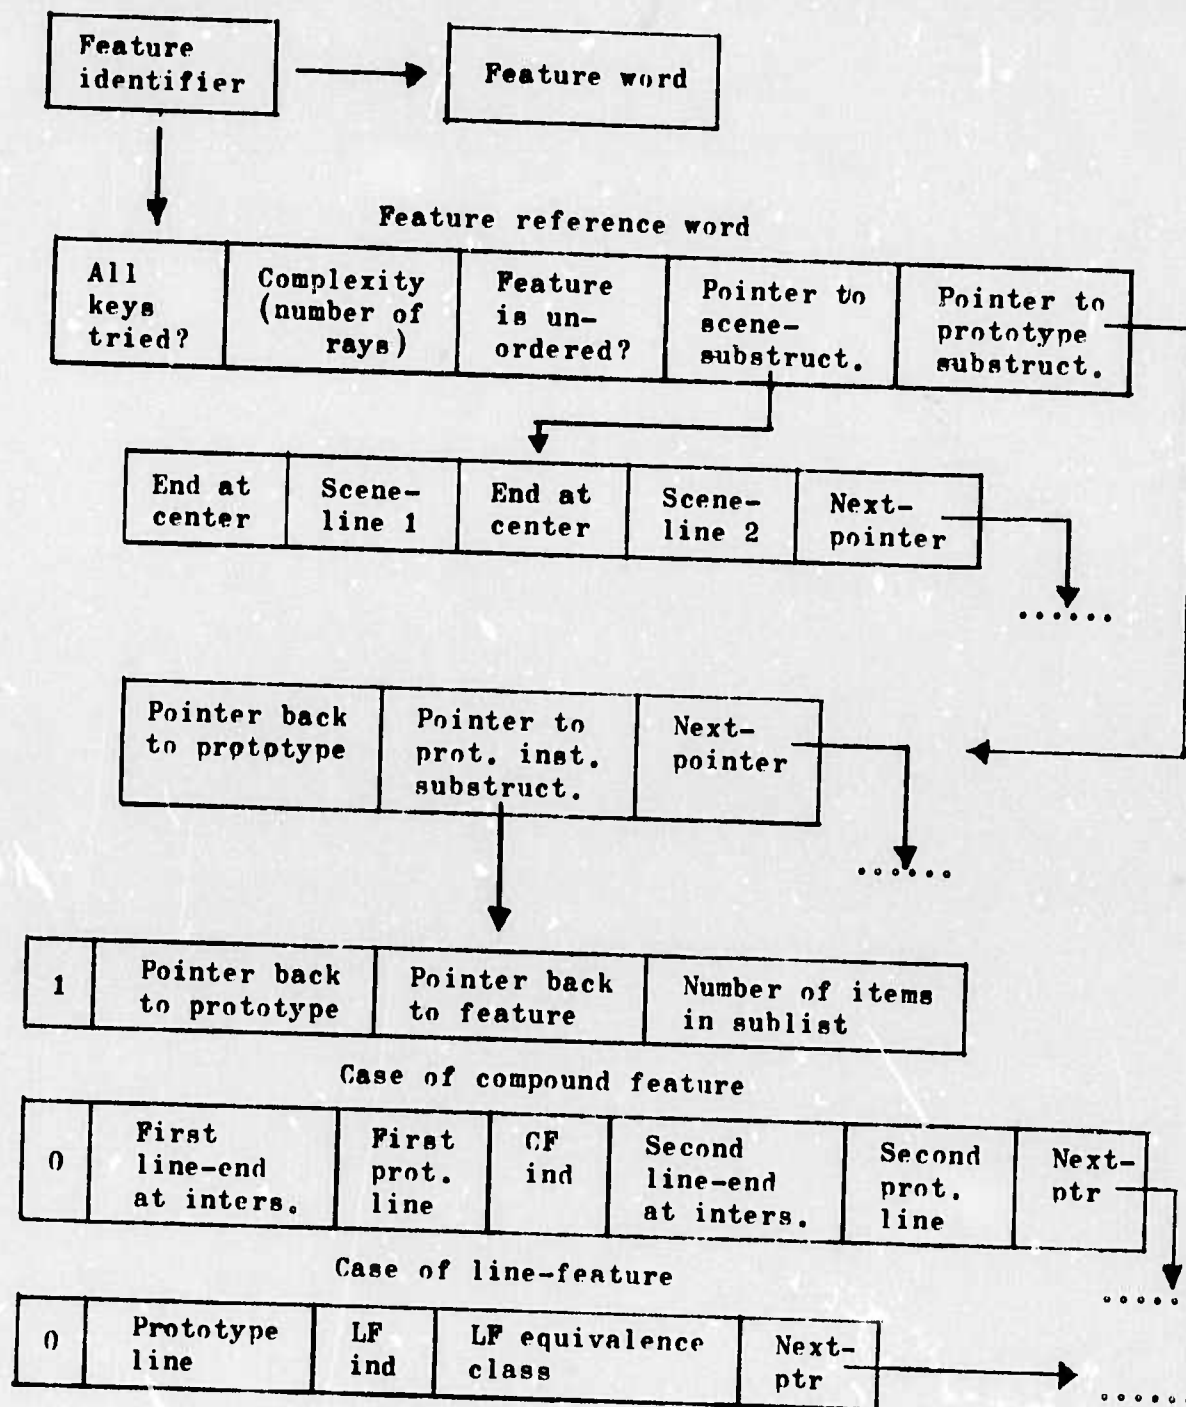 Feature
identifier
Feature word
Feature reference word
All
keys
tried?
Complexity
(number of
rays)
Feature
is un-
ordered?
Pointer to
scene-
substruct.
Pointer to
prototype
substruct.
End at
center
Scene-
line 1
End at
center
Scene-
line 2
Next-
pointer
......
Pointer back
to prototype
Pointer to
prot. inst.
substruct.
Next-
pointer
......
1
Pointer back
to prototype
Pointer back
to feature
Number of items
in sublist
Case of compound feature
0
First
line-end
at inters.
First
prot.
line
CF
ind
Second
line-end
at inters.
Second
prot.
line
Next-
ptr
.....
Case of line-feature
0
Prototype
line
LF
ind
LF equivalence
class
Next-
ptr
......